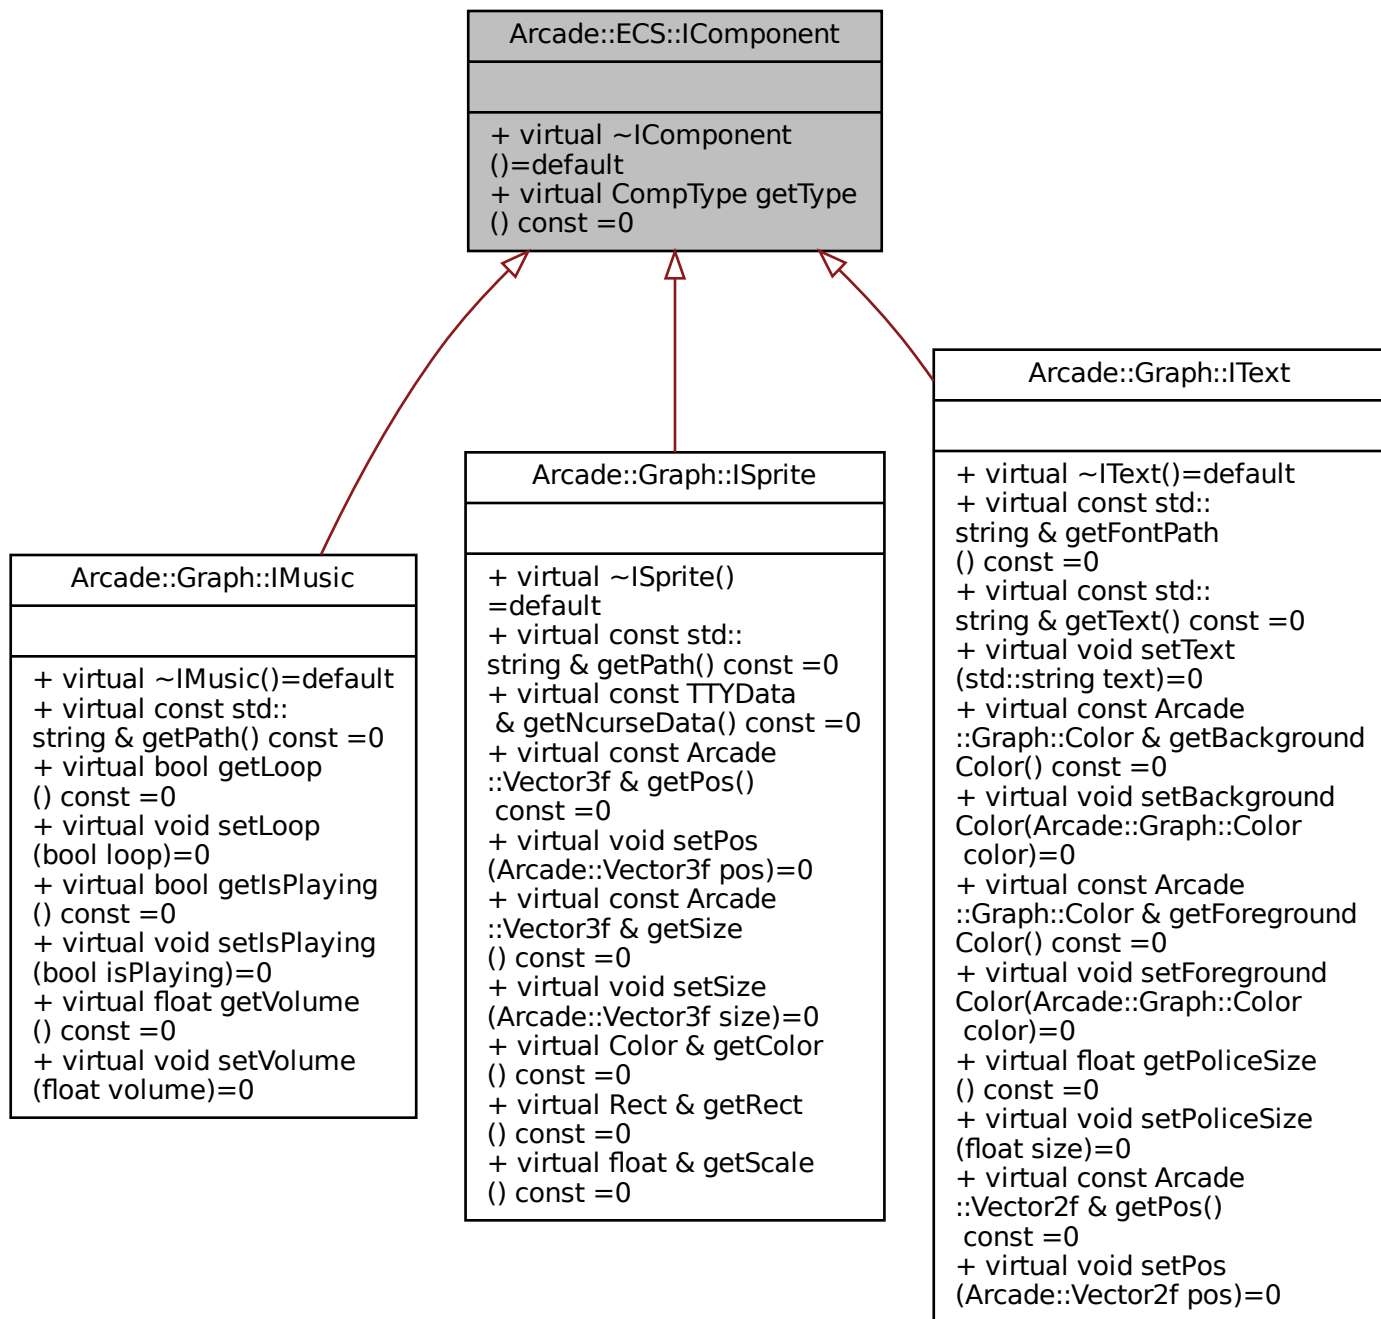 Arcade::ECS::IComponent
+ virtual ~IComponent
()=default
+ virtual CompType getType
() const =0
Arcade::Graph::IMusic
+ virtual ~IMusic()=default
+ virtual const std::
string & getPath() const =0
+ virtual bool getLoop
() const =0
+ virtual void setLoop
(bool loop)=0
+ virtual bool getIsPlaying
() const =0
+ virtual void setIsPlaying
(bool isPlaying)=0
+ virtual float getVolume
() const =0
+ virtual void setVolume
(float volume)=0
Arcade::Graph::ISprite
+ virtual ~ISprite()
=default
+ virtual const std::
string & getPath() const =0
+ virtual const TTYData
& getNcurseData() const =0
+ virtual const Arcade
::Vector3f & getPos()
const =0
+ virtual void setPos
(Arcade::Vector3f pos)=0
+ virtual const Arcade
::Vector3f & getSize
() const =0
+ virtual void setSize
(Arcade::Vector3f size)=0
+ virtual Color & getColor
() const =0
+ virtual Rect & getRect
() const =0
+ virtual float & getScale
() const =0
Arcade::Graph::IText
+ virtual ~IText()=default
+ virtual const std::
string & getFontPath
() const =0
+ virtual const std::
string & getText() const =0
+ virtual void setText
(std::string text)=0
+ virtual const Arcade
::Graph::Color & getBackground
Color() const =0
+ virtual void setBackground
Color(Arcade::Graph::Color
color)=0
+ virtual const Arcade
::Graph::Color & getForeground
Color() const =0
+ virtual void setForeground
Color(Arcade::Graph::Color
color)=0
+ virtual float getPoliceSize
() const =0
+ virtual void setPoliceSize
(float size)=0
+ virtual const Arcade
::Vector2f & getPos()
const =0
+ virtual void setPos
(Arcade::Vector2f pos)=0